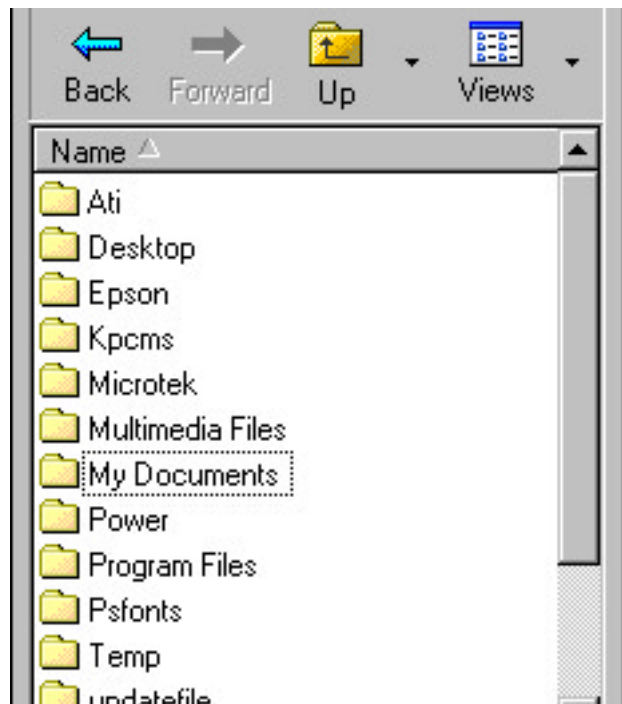 Back Forward Up Views
Name
Ati
Desktop
Epson
Kpcms
Microtek
Multimedia Files
My Documents
Power
Program Files
Psfonts
Temp
updatefile